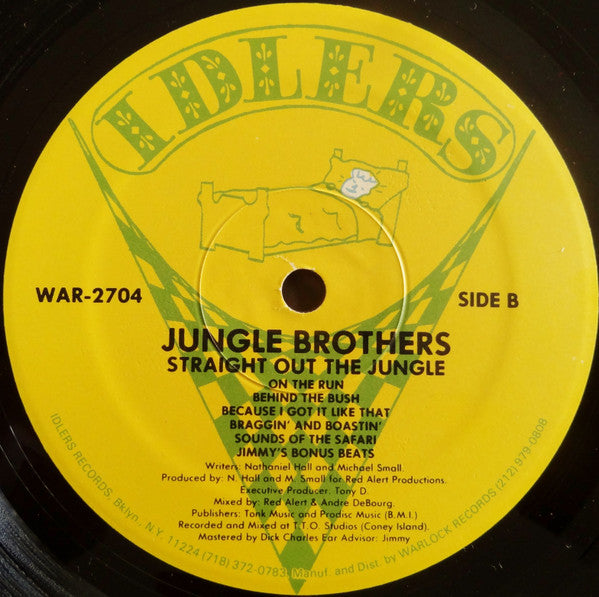 IDLERS
WAR-2704
SIDE B
JUNGLE BROTHERS
STRAIGHT OUT THE JUNGLE
ON THE RUN
BEHIND THE BUSH
BECAUSE I GOT IT LIKE THAT
BRAGGIN' AND BOASTIN'
SOUNDS OF THE SAFARI
JIMMY'S BONUS BEATS
Writers: Nathaniel Hall and Michael Small.
Produced by: N. Hall and M. Small for Red Alert Productions.
Executive Producer: Tony D.
Mixed by: Red Alert & Andre DeBourg.
Publishers: Tonk Music and Prodisc Music (B.M.I.)
Recorded and Mixed at T.T.O. Studios (Coney Island).
Mastered by Dick Charles Ear Advisor: Jimmy
IDLERS RECORDS, Bklyn. N.Y. 11224 (718) 372-0783, Manuf. and Dist. by WARLOCK RECORDS (212) 979-0808